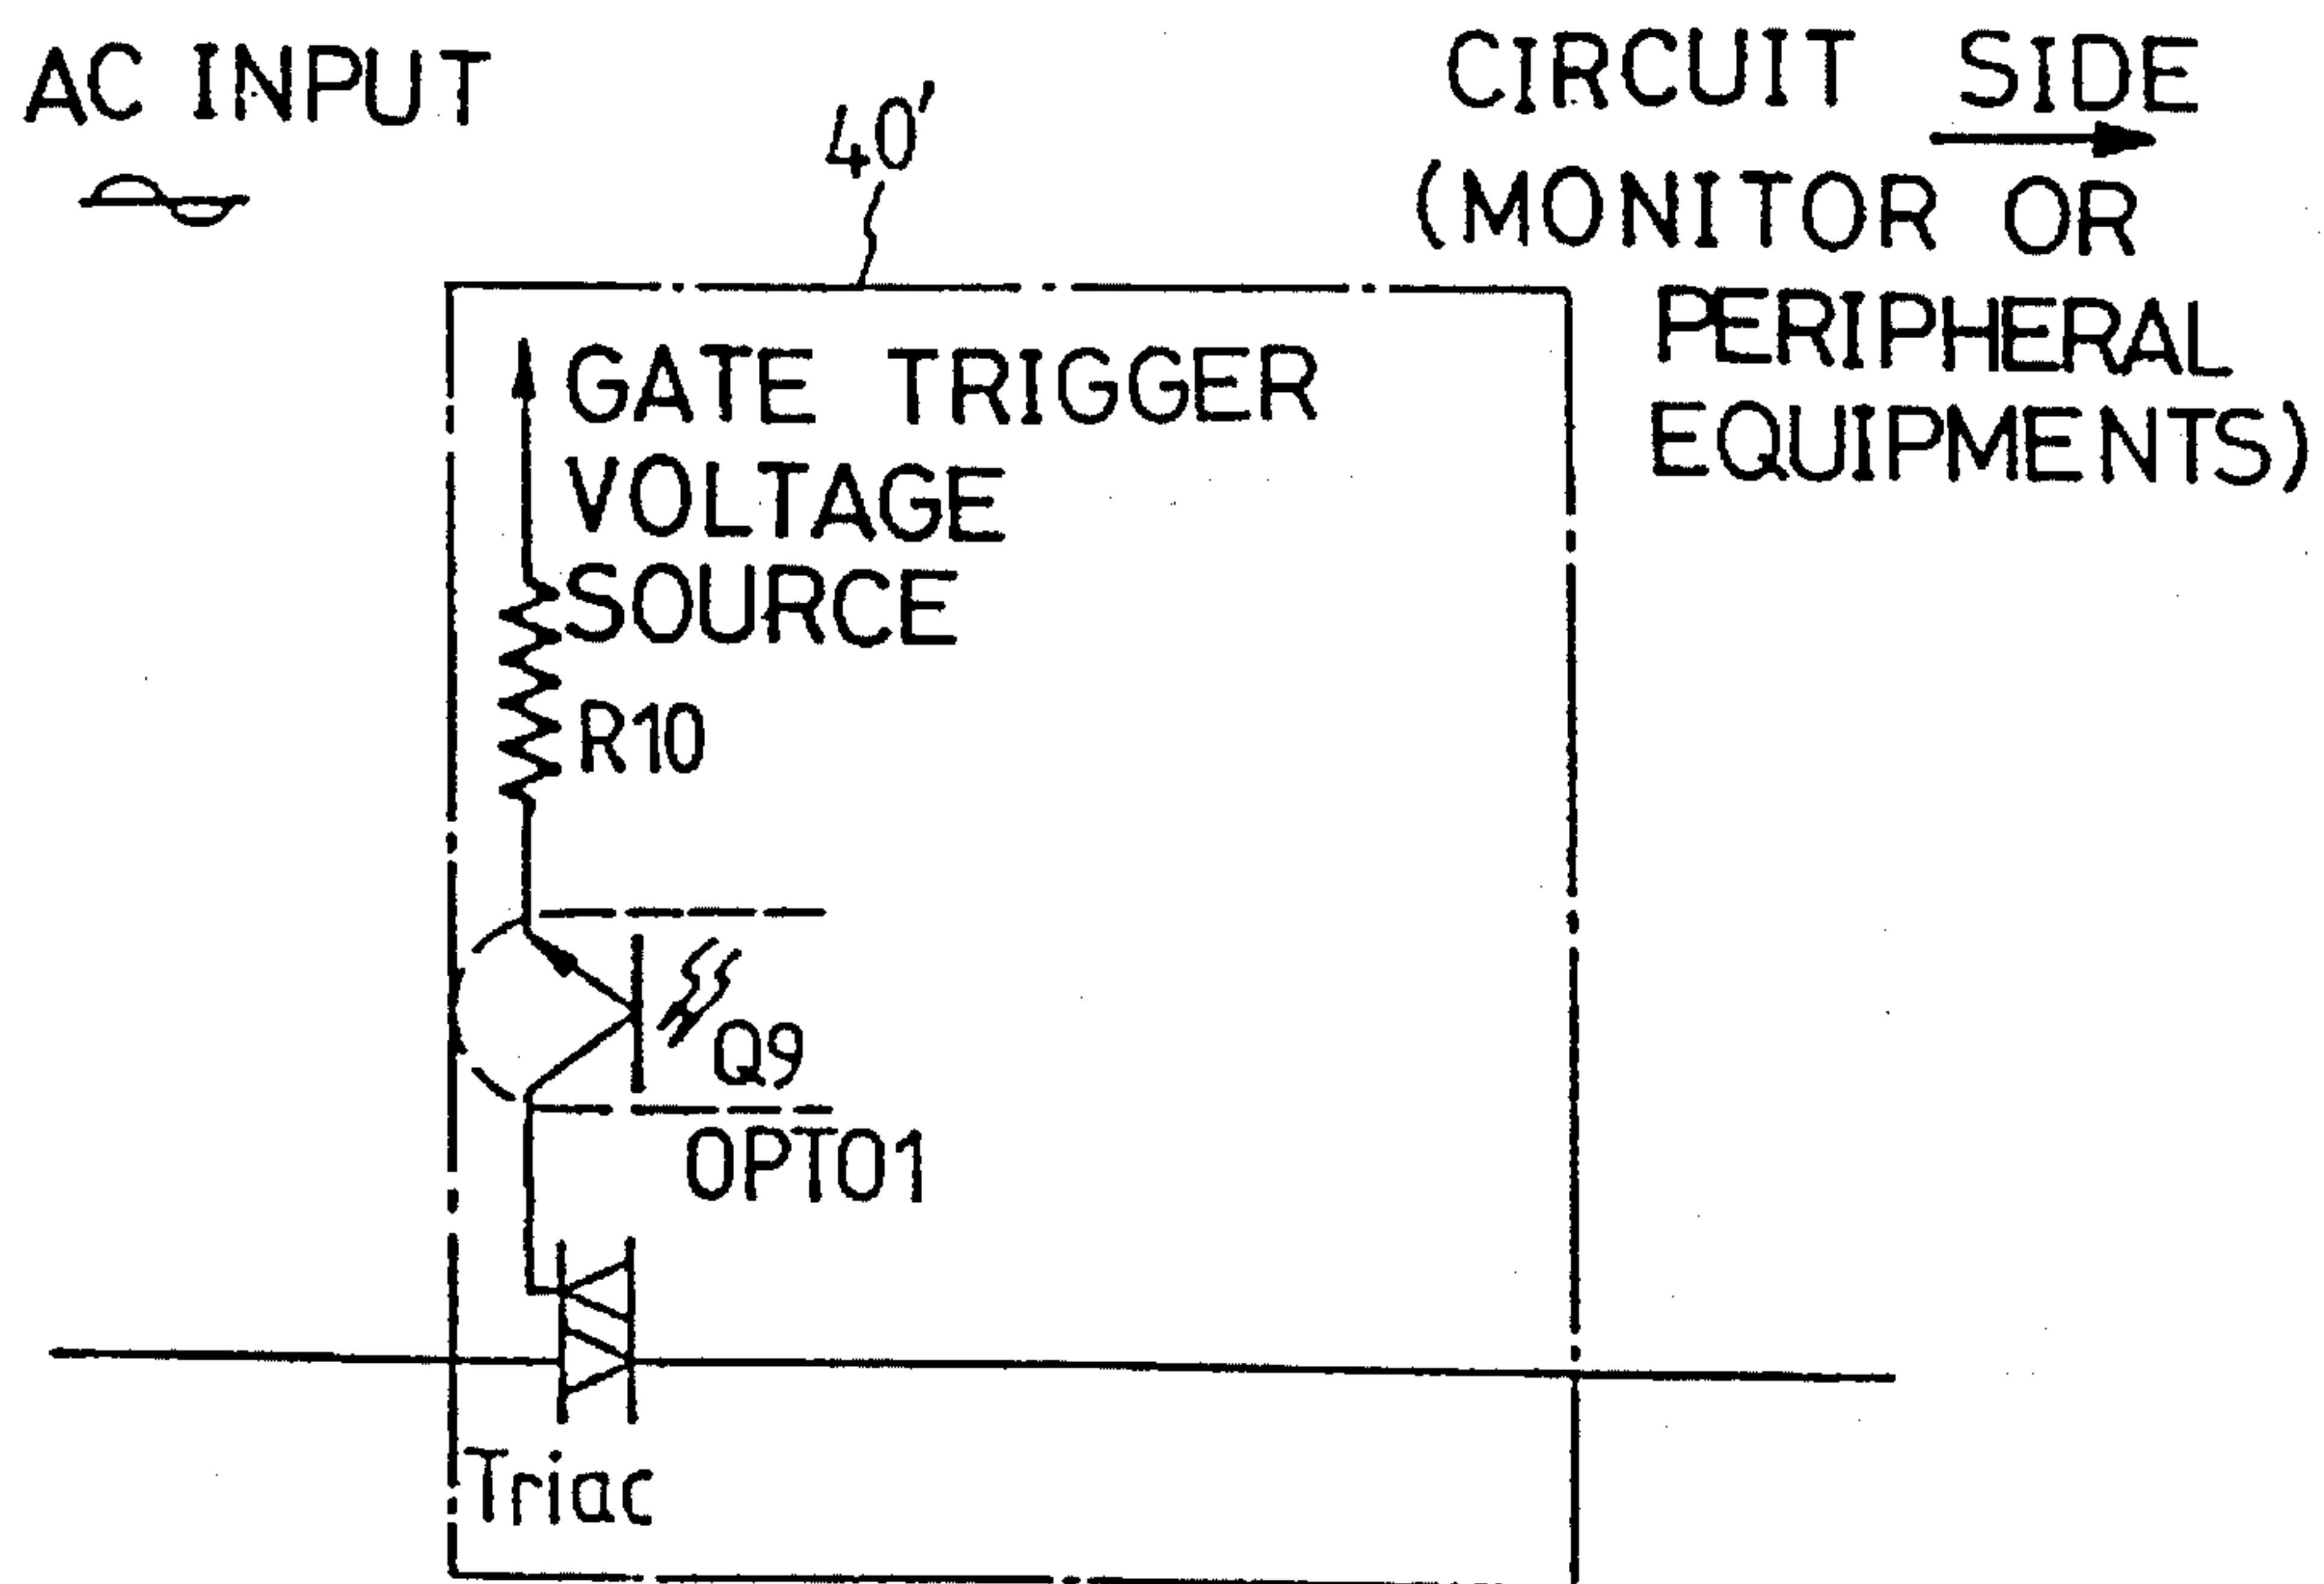 AC INPUT
40'
CIRCUIT SIDE
(MONITOR OR
PERIPHERAL
EQUIPMENTS)
GATE TRIGGER
VOLTAGE
SOURCE
R10
Q9
OPTO1
Triac